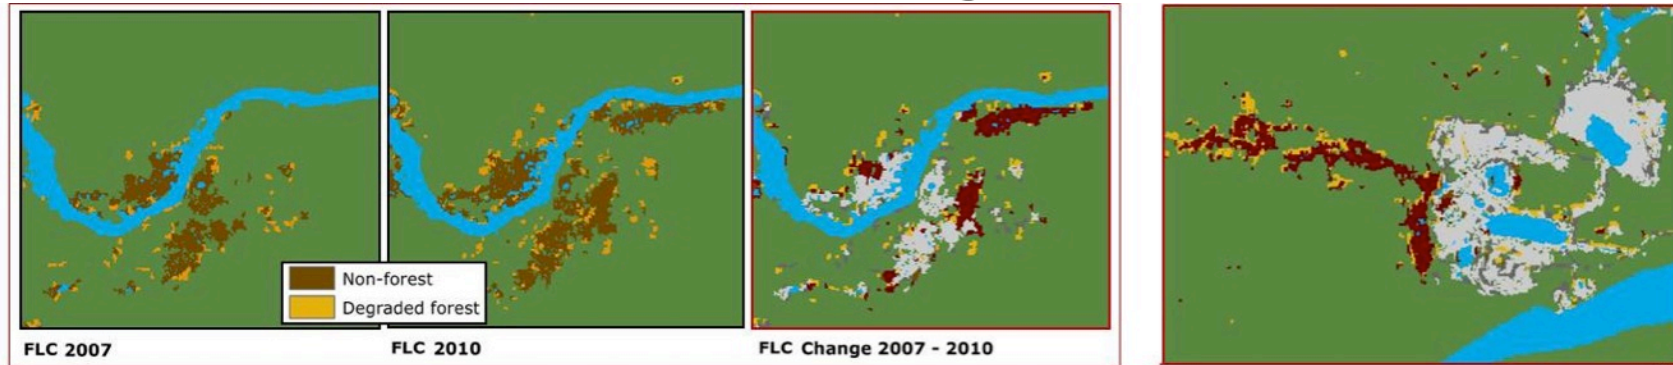 Non-forest
Degraded forest
FLC 2007
FLC 2010
FLC Change 2007 - 2010